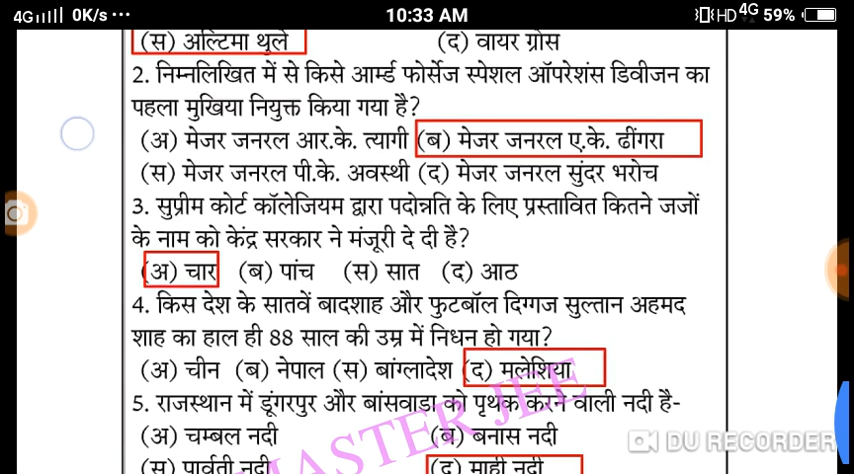 4G 0K/s ... 10:33 AM HD 4G 59%
(स) अल्टिमा थुले (द) वायर ग्रोस
2. निम्नलिखित में से किसे आर्म्ड फोर्सेज स्पेशल ऑपरेशंस डिवीजन का
पहला मुखिया नियुक्त किया गया है?
(अ) मेजर जनरल आर.के. त्यागी (ब) मेजर जनरल ए.के. ढींगरा
(स) मेजर जनरल पी.के. अवस्थी (द) मेजर जनरल सुंदर भरोच
3. सुप्रीम कोर्ट कॉलेजियम द्वारा पदोन्नति के लिए प्रस्तावित कितने जजों
के नाम को केंद्र सरकार ने मंजूरी दे दी है?
(अ) चार (ब) पांच (स) सात (द) आठ
4. किस देश के सातवें बादशाह और फुटबॉल दिग्गज सुल्तान अहमद
शाह का हाल ही 88 साल की उम्र में निधन हो गया?
(अ) चीन (ब) नेपाल (स) बांग्लादेश (द) मलेशिया
5. राजस्थान में डूंगरपुर और बांसवाडा को पृथक करने वाली नदी है-
(अ) चम्बल नदी (ब) बनास नदी
(स) पार्वती नदी (द) माही नदी
MASTER JEE
DU RECORDER